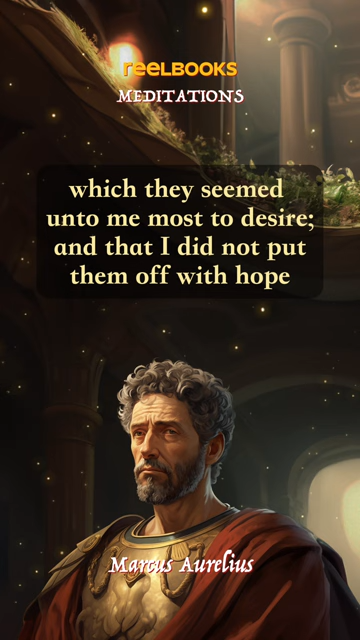 reelBOOKS
MEDITATIONS
which they seemed
unto me most to desire;
and that I did not put
them off with hope
Marcus Aurelius